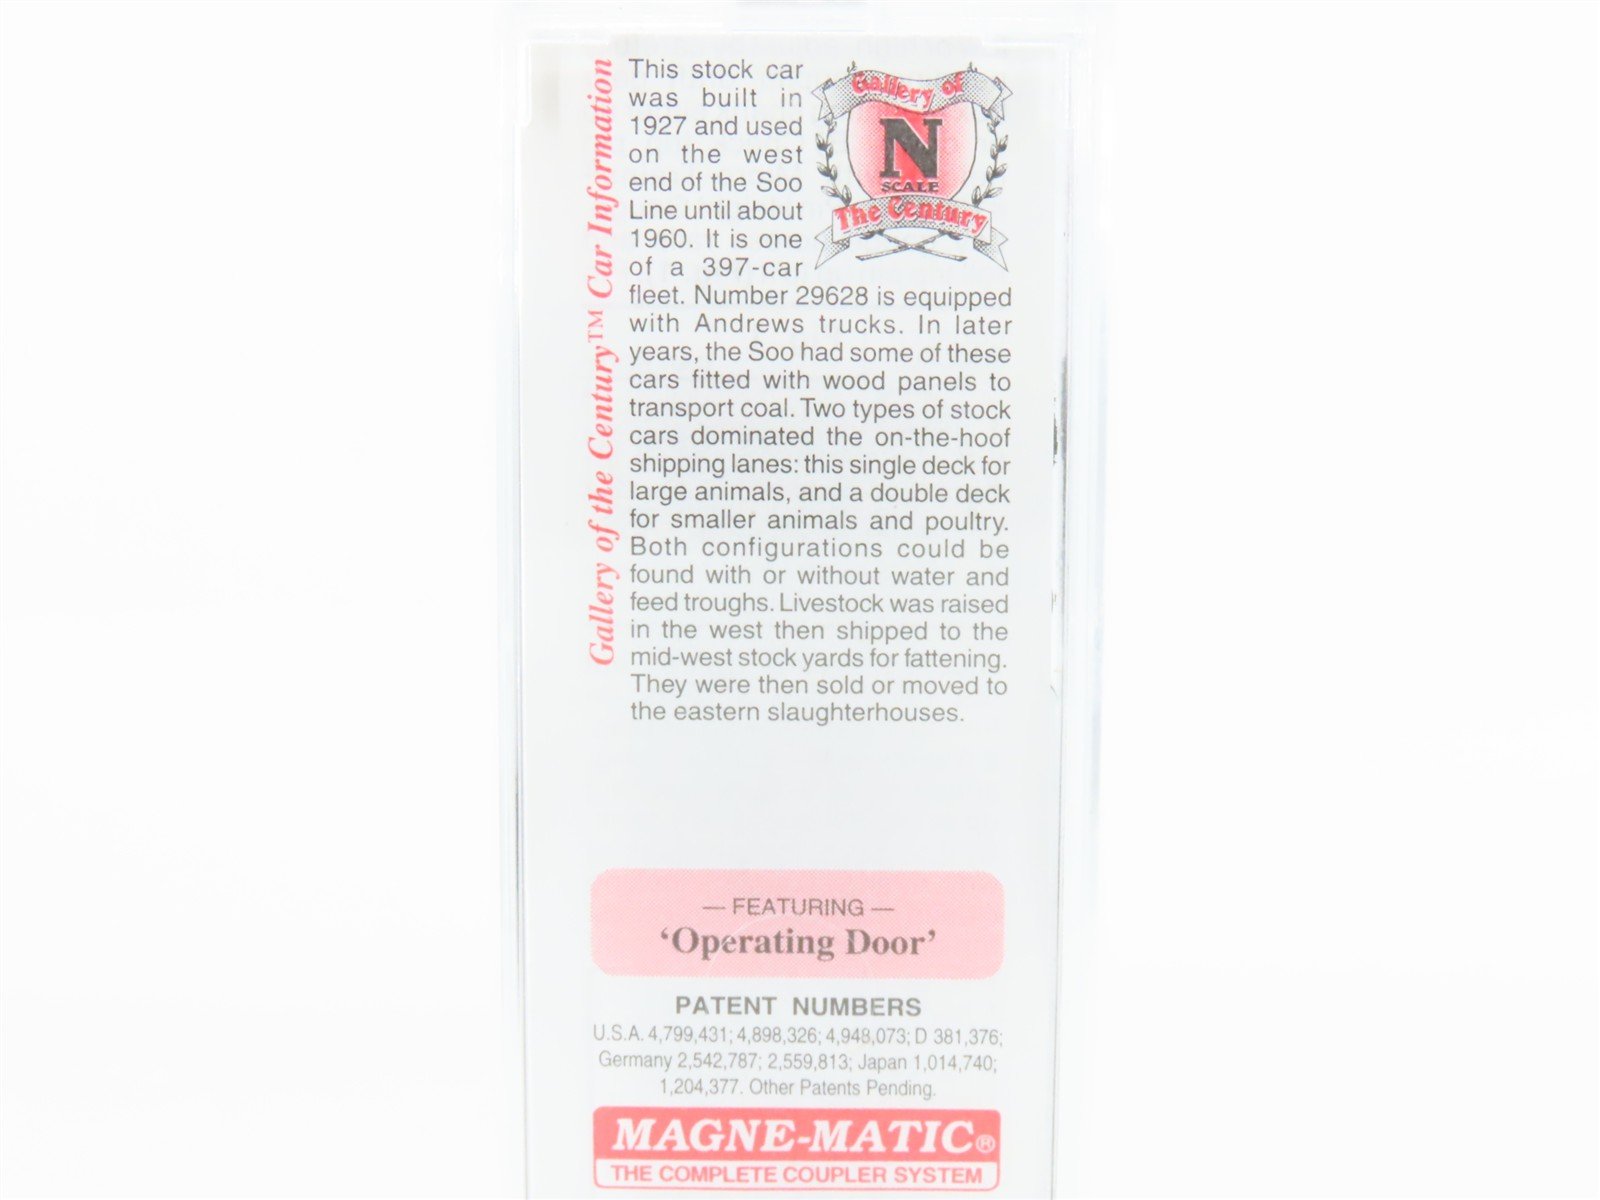 Gallery of the Century™ Car Information
This stock car
was built in
1927 and used
on the west
end of the Soo
Line until about
1960. It is one
of a 397-car
fleet. Number 29628 is equipped
with Andrews trucks. In later
years, the Soo had some of these
cars fitted with wood panels to
transport coal. Two types of stock
cars dominated the on-the-hoof
shipping lanes: this single deck for
large animals, and a double deck
for smaller animals and poultry.
Both configurations could be
found with or without water and
feed troughs. Livestock was raised
in the west then shipped to the
mid-west stock yards for fattening.
They were then sold or moved to
the eastern slaughterhouses.
Gallery of
N
SCALE
The Century
— FEATURING —
‘Operating Door’
PATENT NUMBERS
U.S.A. 4,799,431; 4,898,326; 4,948,073; D 381,376;
Germany 2,542,787; 2,559,813; Japan 1,014,740;
1,204,377. Other Patents Pending.
MAGNE-MATIC®
THE COMPLETE COUPLER SYSTEM